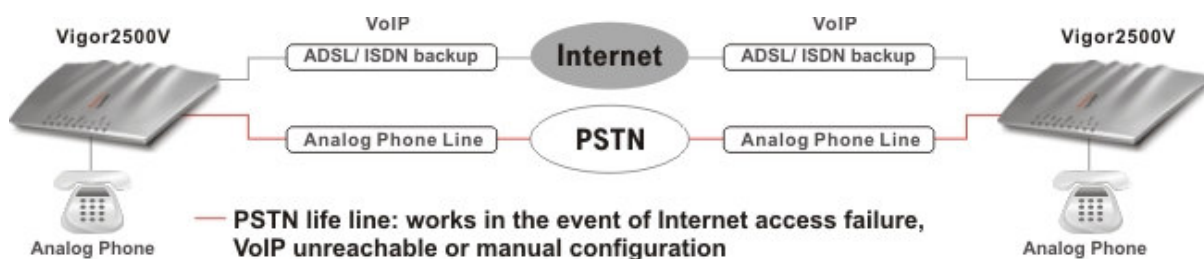 VoIP
VoIP
Vigor2500V
Vigor2500V
ADSL/ ISDN backup
Internet
ADSL/ ISDN backup
Analog Phone Line
PSTN
Analog Phone Line
PSTN life line: works in the event of Internet access failure,
VoIP unreachable or manual configuration
Analog Phone
Analog Phone